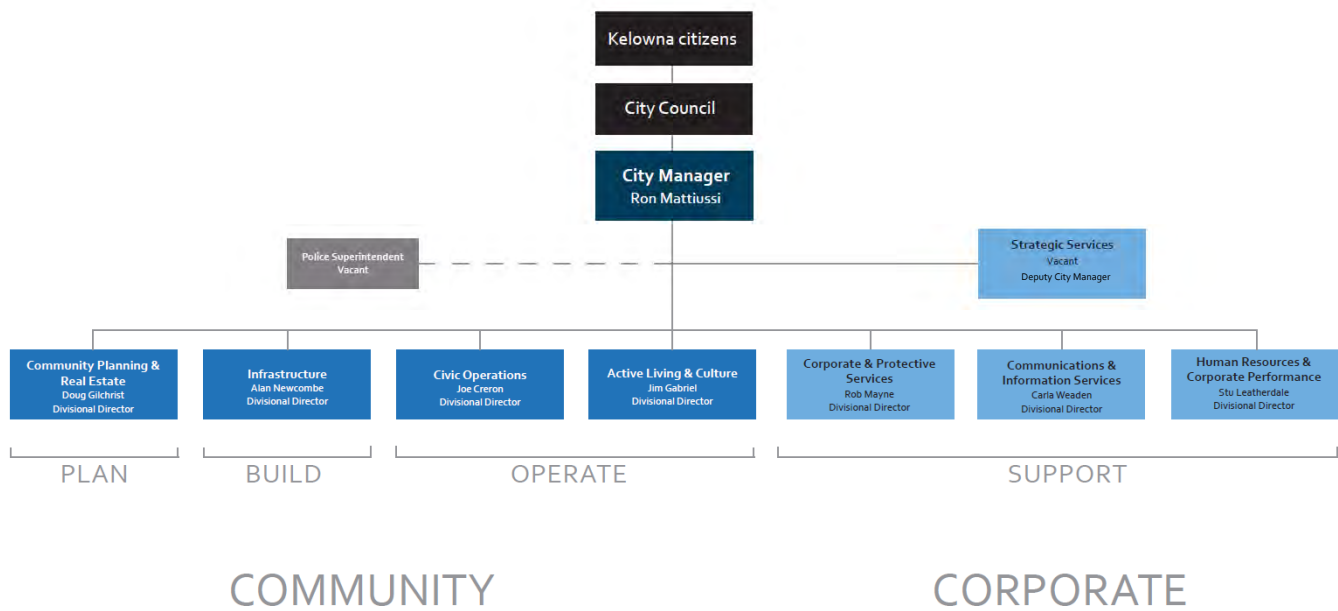 Kelowna citizens
City Council
City Manager
Ron Mattiussi
Police Superintendent
Vacant
Strategic Services
Vacant
Deputy City Manager
Community Planning &
Real Estate
Doug Gilchrist
Divisional Director
Infrastructure
Alan Newcombe
Divisional Director
Civic Operations
Joe Creron
Divisional Director
Active Living & Culture
Jim Gabriel
Divisional Director
Corporate & Protective
Services
Rob Mayne
Divisional Director
Communications &
Information Services
Carla Weaden
Divisional Director
Human Resources &
Corporate Performance
Stu Leatherdale
Divisional Director
PLAN
BUILD
OPERATE
SUPPORT
COMMUNITY
CORPORATE